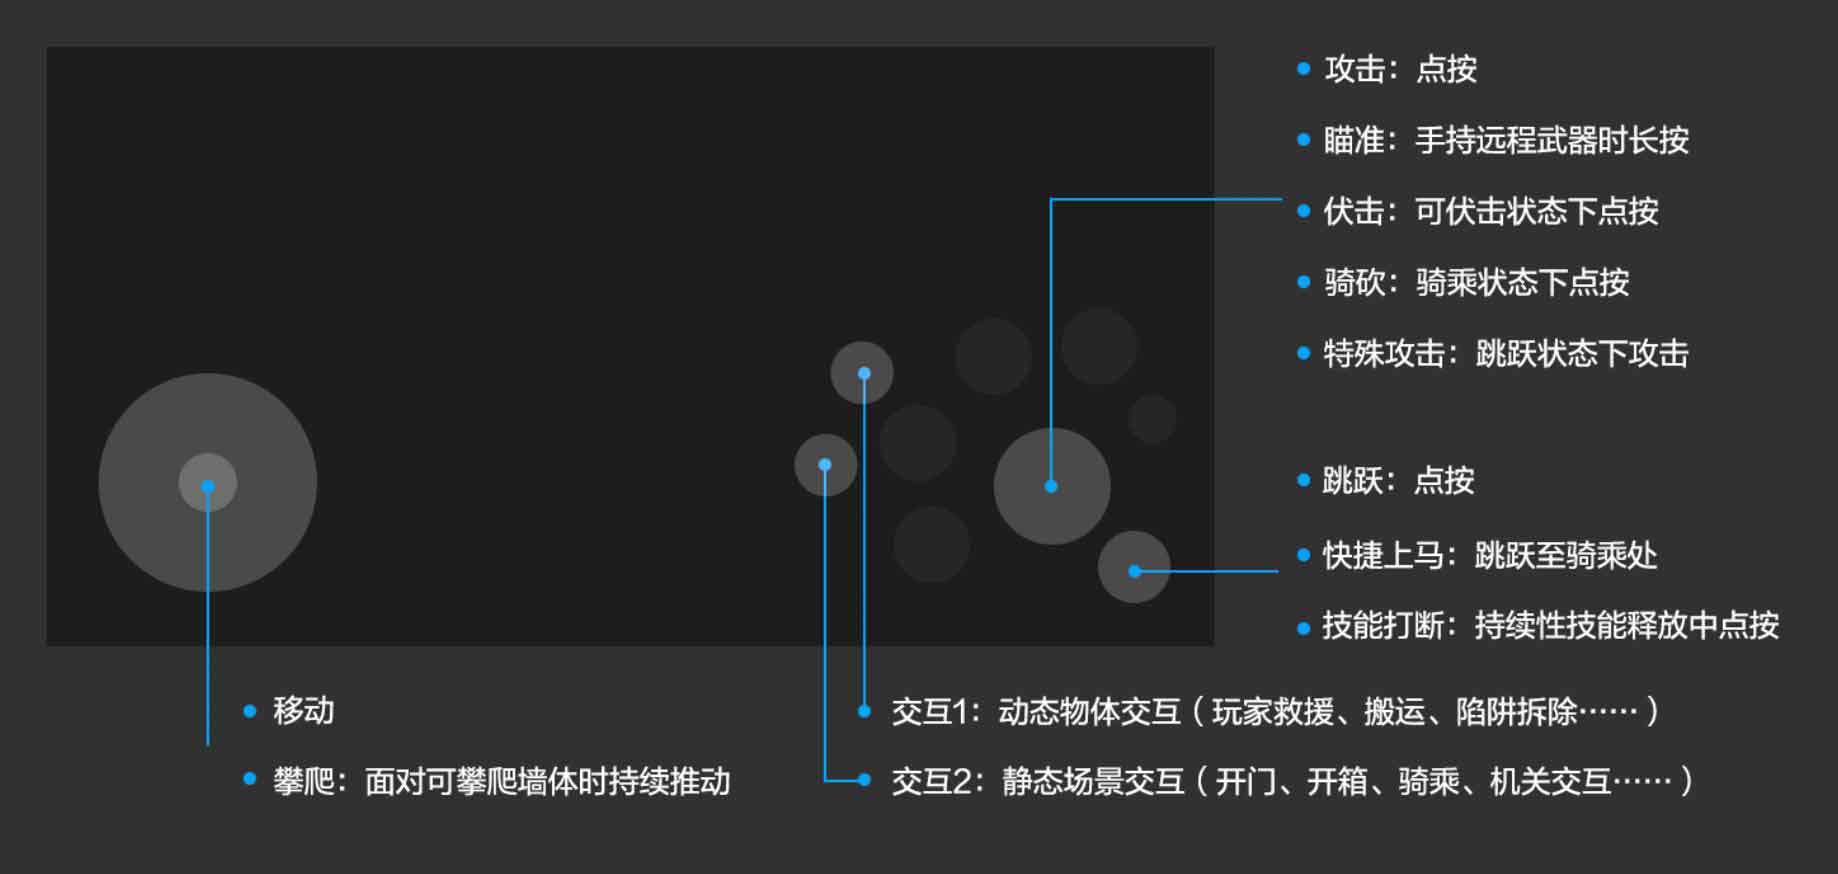 攻击：点按
瞄准：手持远程武器时长按
伏击：可伏击状态下点按
骑砍：骑乘状态下点按
特殊攻击：跳跃状态下攻击
跳跃：点按
快捷上马：跳跃至骑乘处
技能打断：持续性技能释放中点按
移动
攀爬：面对可攀爬墙体时持续推动
交互1：动态物体交互（玩家救援、搬运、陷阱拆除······）
交互2：静态场景交互（开门、开箱、骑乘、机关交互······）